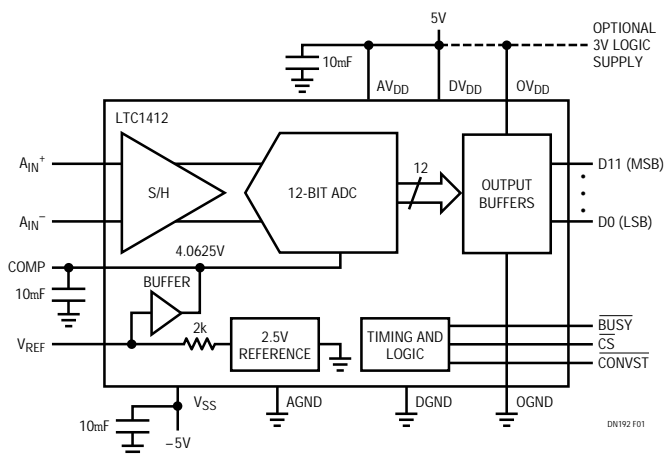 5V
OPTIONAL
3V LOGIC
SUPPLY
10mF
AVDD
DVDD
OVDD
LTC1412
AIN+
S/H
12-BIT ADC
12
OUTPUT
BUFFERS
D11 (MSB)
AIN−
D0 (LSB)
4.0625V
COMP
BUFFER
10mF
2k
VREF
2.5V
REFERENCE
TIMING AND
LOGIC
BUSY
CS
CONVST
VSS
AGND
DGND
OGND
10mF
−5V
DN192 F01